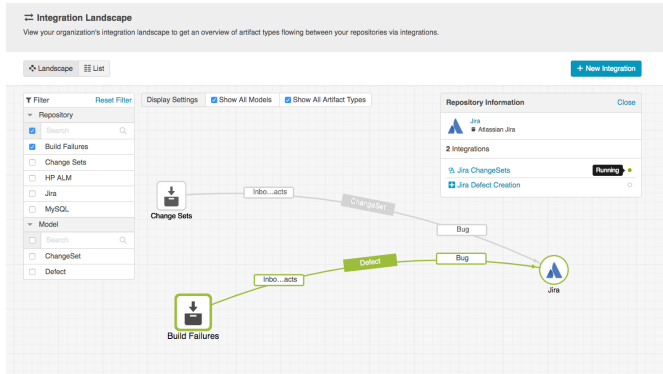 Integration Landscape
View your organization's integration landscape to get an overview of artifact types flowing between your repositories via integrations.
Landscape
List
+ New Integration
Filter
Reset Filter
Repository
Search
Build Failures
Change Sets
HP ALM
Jira
MySQL
Model
Search
ChangeSet
Defect
Display Settings
Show All Models
Show All Artifact Types
Repository Information
Close
Jira
Atlassian Jira
2 Integrations
Jira ChangeSets
Running
Jira Defect Creation
Change Sets
Inbo...acts
ChangeSet
Bug
Build Failures
Inbo...acts
Defect
Bug
Jira